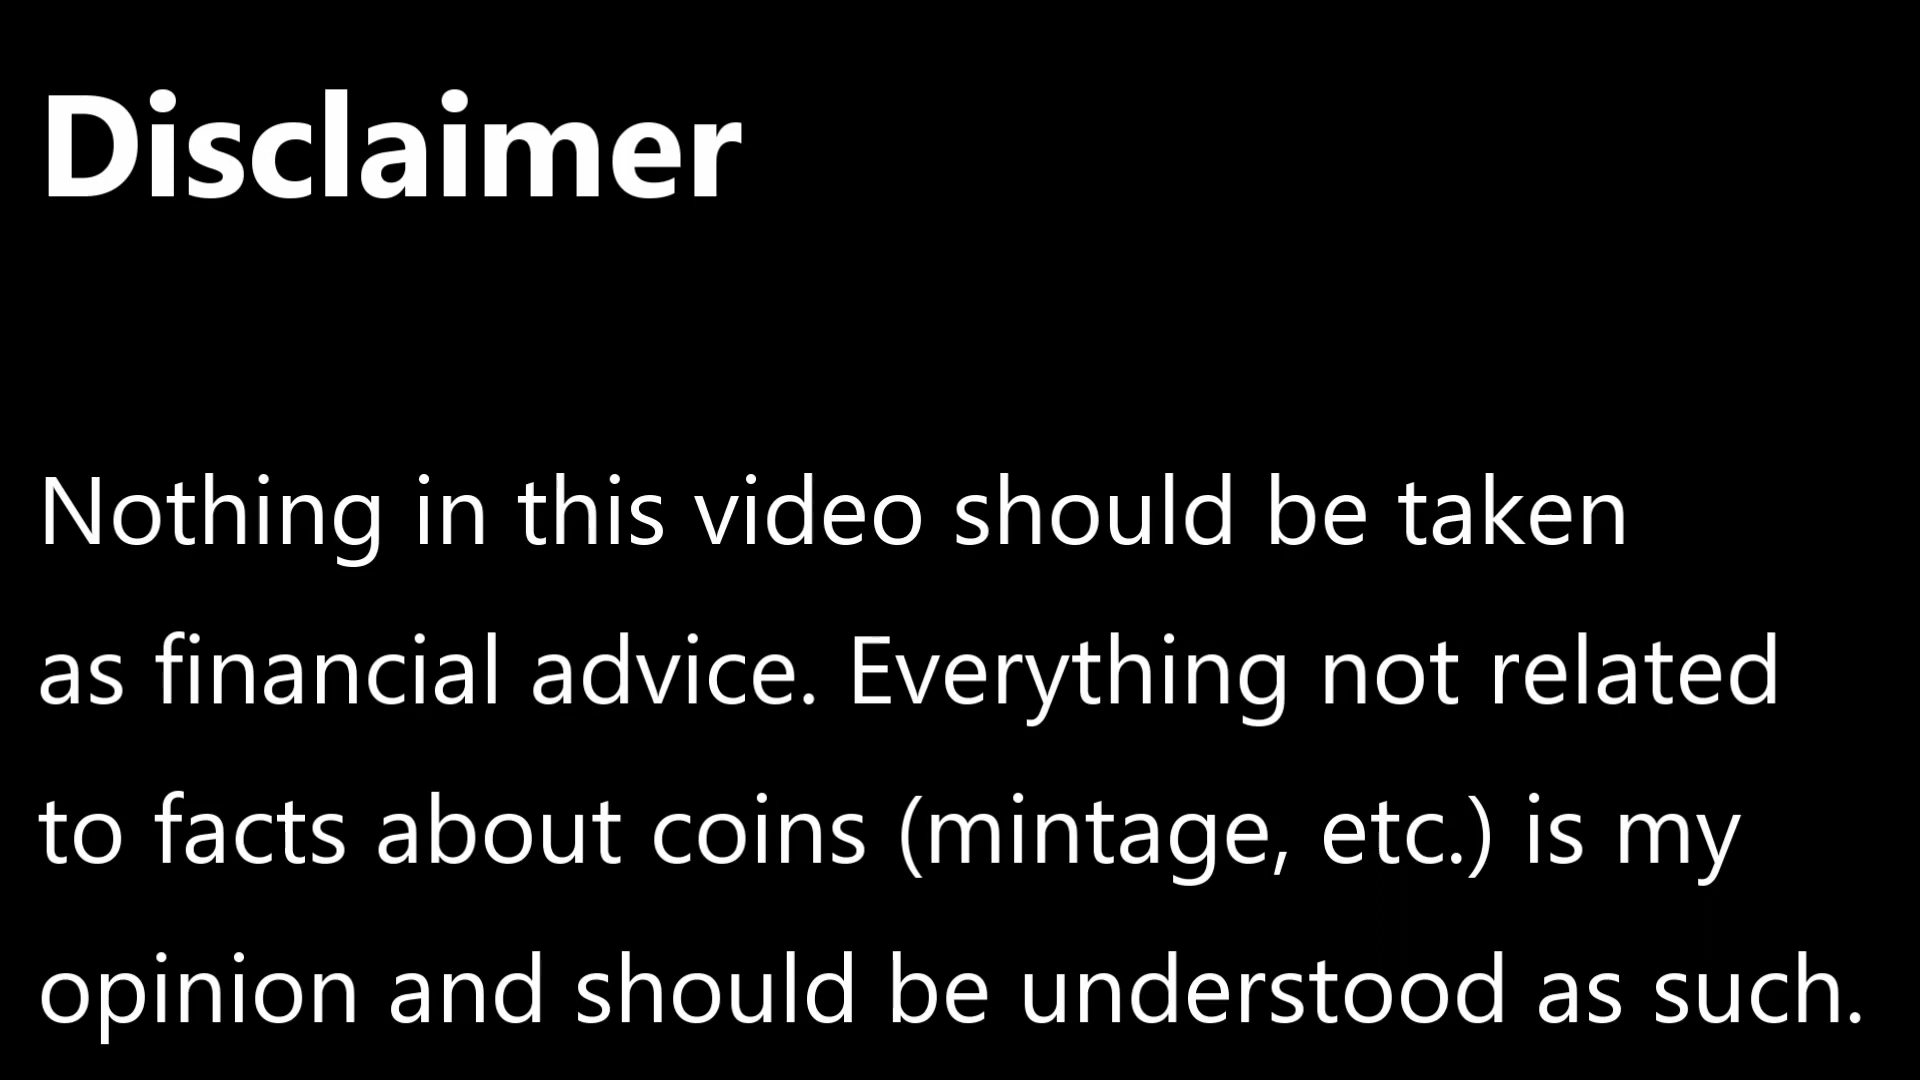 Disclaimer
Nothing in this video should be taken
as financial advice. Everything not related
to facts about coins (mintage, etc.) is my
opinion and should be understood as such.